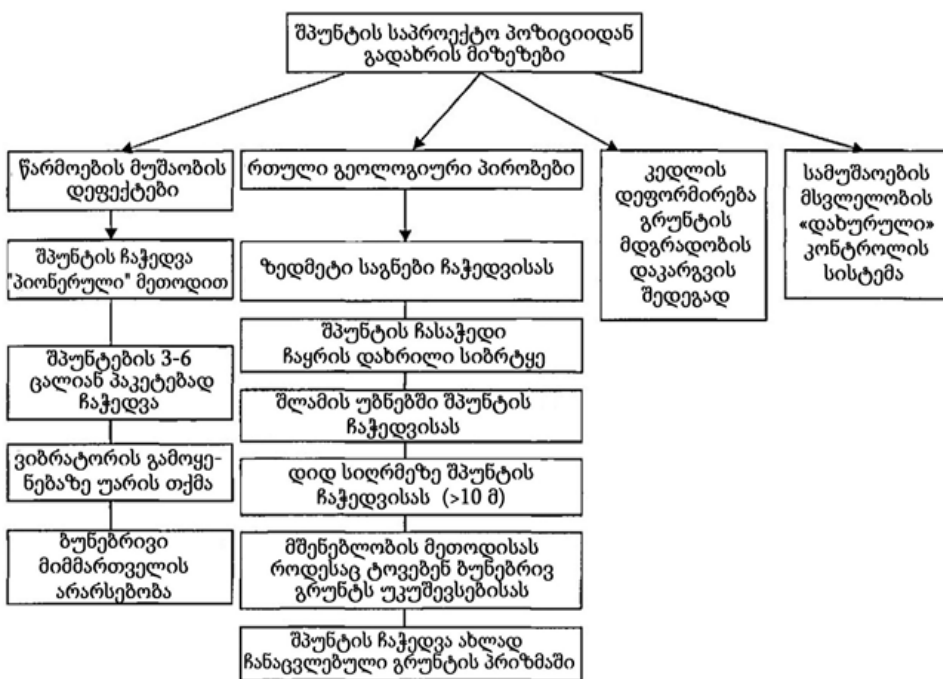 შპუნტის საპროექტო პოზიციიდან
გადახრის მიზეზები
წარმოების მუშაობის
დეფექტები
შპუნტის ჩაჭედვა
"პიონერული" მეთოდით
შპუნტების 3-6
ცალიან პაკეტებად
ჩაჭედვა
ვიბრატორის გამოყე-
ნებაზე უარის თქმა
ბუნებრივი
მიმმართველის
არარსებობა
რთული გეოლოგიური პირობები
ზედმეტი საგნები ჩაჭედვისას
შპუნტის ჩასაჭედი
ჩაყრის დახრილი სიბრტყე
შლამის უბნებში შპუნტის
ჩაჭედვისას
დიდ სიღრმეზე შპუნტის
ჩაჭედვისას (>10 მ)
მშენებლობის მეთოდისას
როდესაც ტოვებენ ბუნებრივ
გრუნტს უკუშევსებისას
შპუნტის ჩაჭედვა ახლად
ჩანაცვლებული გრუნტის პრიზმაში
კედლის
დეფორმირება
გრუნტის
მდგრადობის
დაკარგვის
შედეგად
სამუშაოების
მსვლელობის
«დახურული»
კონტროლის
სისტემა